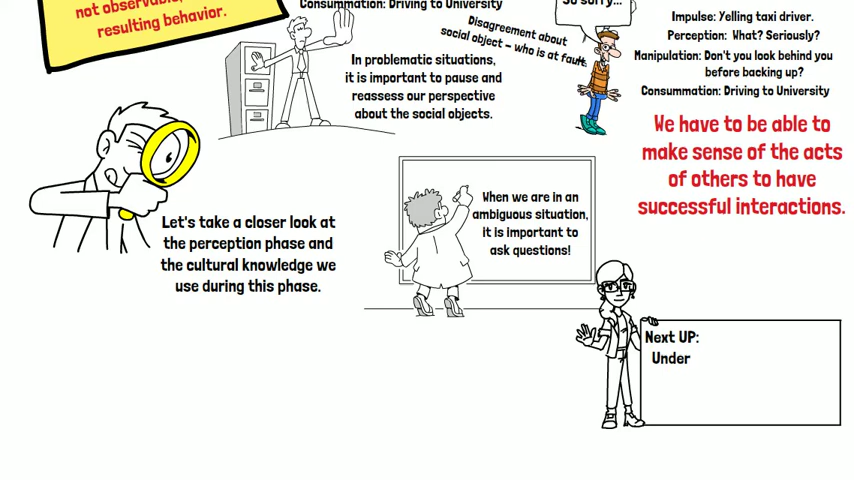 not observable,
resulting behavior.
Consummation: Driving to University
In problematic situations,
it is important to pause and
reassess our perspective
about the social objects.
Disagreement about
social object - who is at fault.
So sorry...
Impulse: Yelling taxi driver.
Perception: What? Seriously?
Manipulation: Don't you look behind you
before backing up?
Consummation: Driving to University
We have to be able to
make sense of the acts
of others to have
successful interactions.
Let's take a closer look at
the perception phase and
the cultural knowledge we
use during this phase.
When we are in an
ambiguous situation,
it is important to
ask questions!
Next UP:
Under